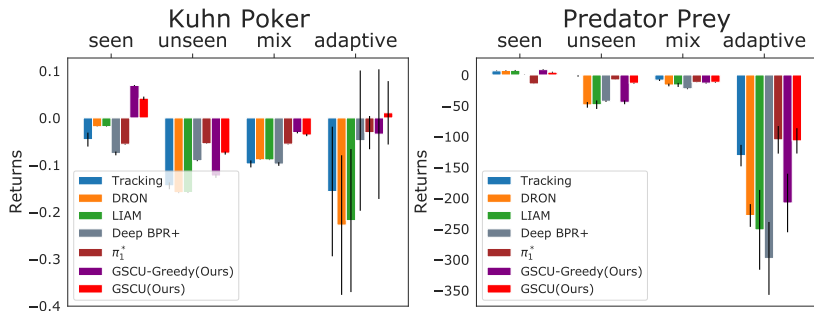 Kuhn Poker
seen unseen mix adaptive
0.1
0.0
−0.1
−0.2
−0.3
−0.4
Returns
Tracking
DRON
LIAM
Deep BPR+
π₁*
GSCU-Greedy(Ours)
GSCU(Ours)
Predator Prey
seen unseen mix adaptive
0
−50
−100
−150
−200
−250
−300
−350
Returns
Tracking
DRON
LIAM
Deep BPR+
π₁*
GSCU-Greedy(Ours)
GSCU(Ours)